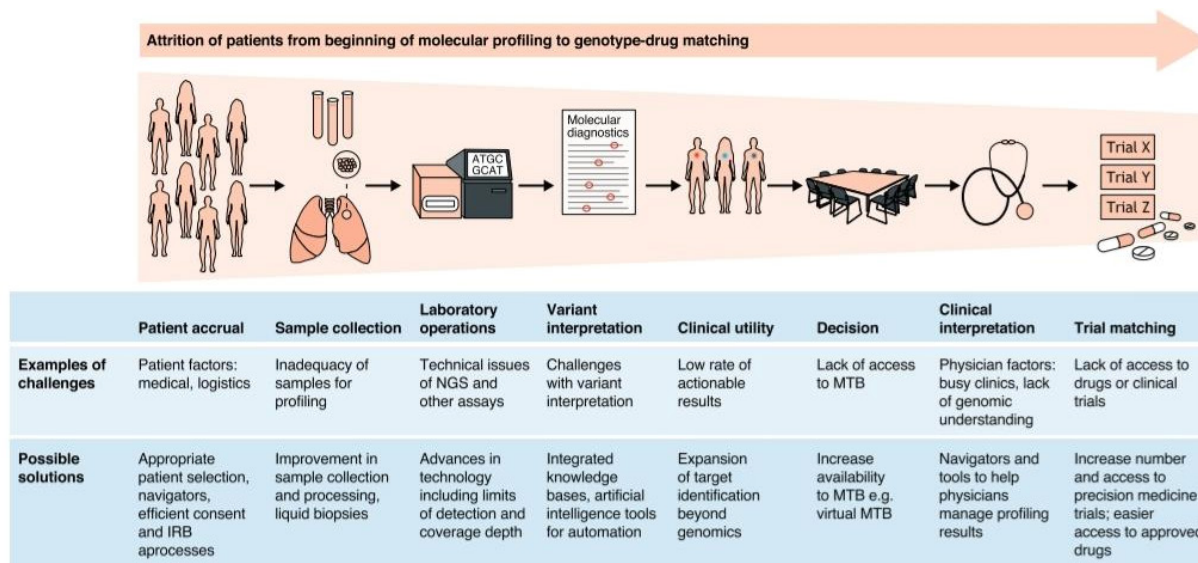 Attrition of patients from beginning of molecular profiling to genotype-drug matching
Molecular
diagnostics
ATGC
GCAT
Trial X
Trial Y
Trial Z
Patient accrual
Sample collection
Laboratory
operations
Variant
interpretation
Clinical utility
Decision
Clinical
interpretation
Trial matching
Examples of
challenges
Patient factors:
medical, logistics
Inadequacy of
samples for
profiling
Technical issues
of NGS and
other assays
Challenges
with variant
interpretation
Low rate of
actionable
results
Lack of access
to MTB
Physician factors:
busy clinics, lack
of genomic
understanding
Lack of access to
drugs or clinical
trials
Possible
solutions
Appropriate
patient selection,
navigators,
efficient consent
and IRB
aprocesses
Improvement in
sample collection
and processing,
liquid biopsies
Advances in
technology
including limits
of detection and
coverage depth
Integrated
knowledge
bases, artificial
intelligence tools
for automation
Expansion
of target
identification
beyond
genomics
Increase
availability
to MTB e.g.
virtual MTB
Navigators and
tools to help
physicians
manage profiling
results
Increase number
and access to
precision medicine
trials; easier
access to approved
drugs